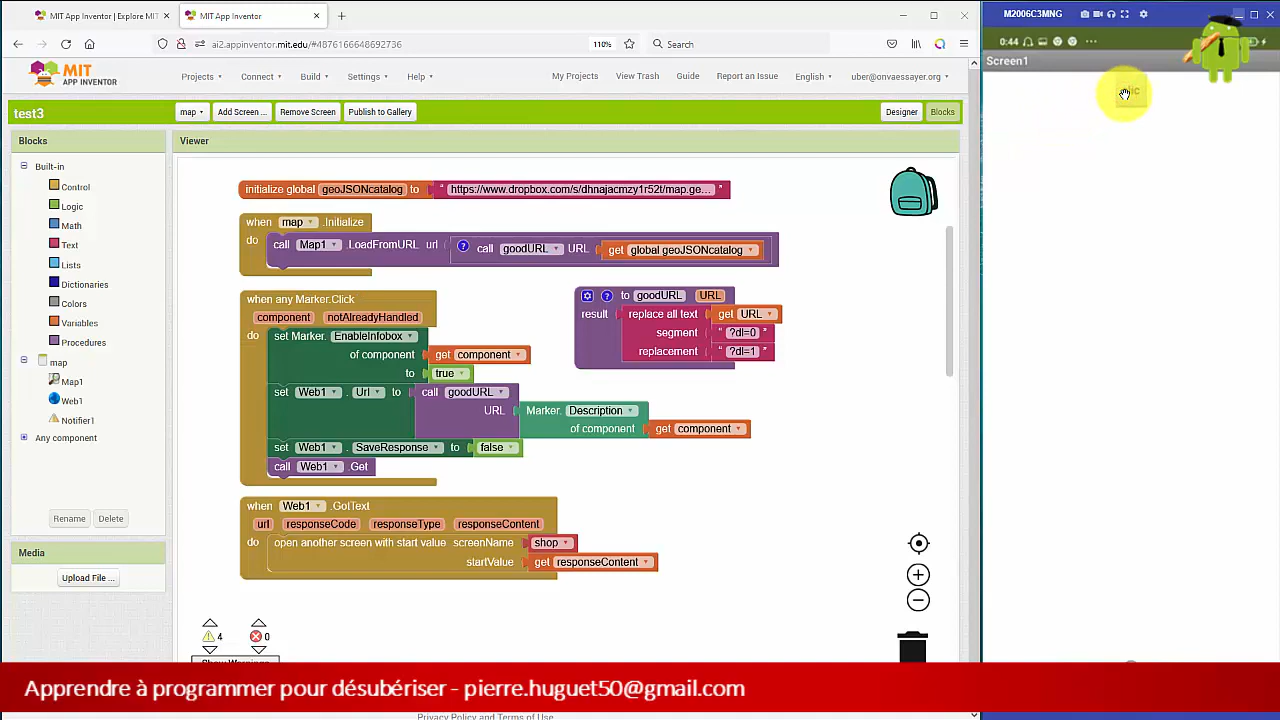 MIT App Inventor | Explore MIT
MIT App Inventor
M2006C3MNG
ai2.appinventor.mit.edu/#4876166648695736
110%
Search
0:44
Screen1
MIT
APP INVENTOR
Projects
Connect
Build
Settings
Help
My Projects
View Trash
Guide
Report an Issue
English
uber@onvaessayer.org
test3
map
Add Screen ...
Remove Screen
Publish to Gallery
Designer
Blocks
Blocks
Viewer
Built-in
Control
Logic
Math
Text
Lists
Dictionaries
Colors
Variables
Procedures
map
Map1
Web1
Notifier1
Any component
Rename
Delete
Media
Upload File ...
initialize global geoJSONcatalog to " https://www.dropbox.com/s/dhnajacmzy1r52t/map.ge... "
when map .Initialize
do call Map1 .LoadFromURL url call goodURL URL get global geoJSONcatalog
when any Marker.Click
component notAlreadyHandled
do set Marker. EnableInfobox
of component get component
to true
set Web1 . Url to call goodURL
URL Marker. Description
of component get component
set Web1 . SaveResponse to false
call Web1 .Get
to goodURL URL
result replace all text get URL
segment " ?dl=0 "
replacement " ?dl=1 "
when Web1 .GotText
url responseCode responseType responseContent
do open another screen with start value screenName shop
startValue get responseContent
4
0
Apprendre à programmer pour désubériser - pierre.huguet50@gmail.com
Privacy Policy and Terms of Use